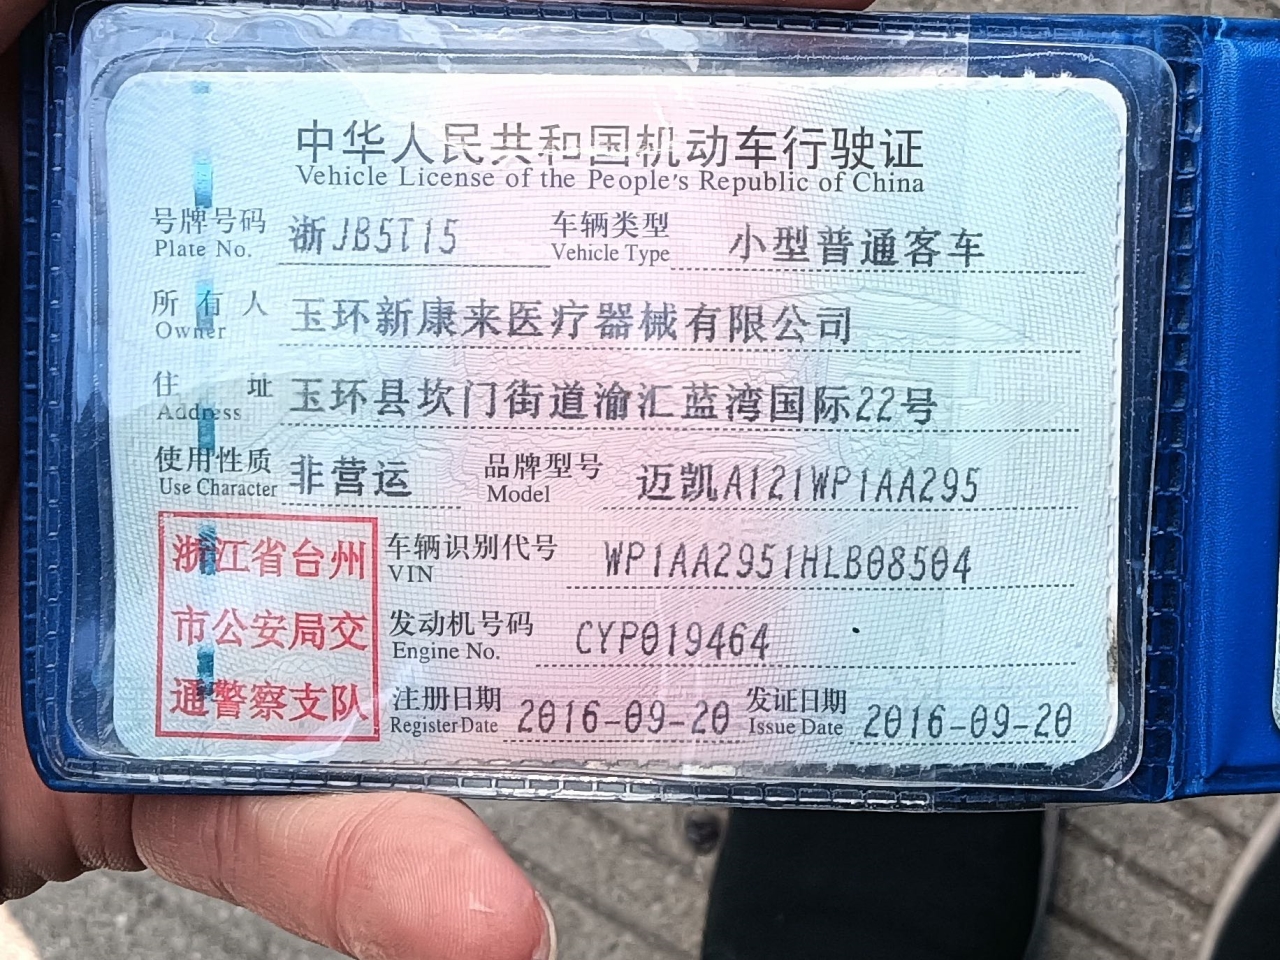 中华人民共和国机动车行驶证
Vehicle License of the People's Republic of China
号牌号码 浙JB5T15 车辆类型 小型普通客车
Plate No. Vehicle Type
所有人 玉环新康来医疗器械有限公司
Owner
住址 玉环县坎门街道渝汇蓝湾国际22号
Address
使用性质 非营运 品牌型号 迈凯A121WP1AA295
Use Character Model
浙江省台州
市公安局交
通警察支队
车辆识别代号 WP1AA2951HLB08504
VIN
发动机号码 CYP019464
Engine No.
注册日期 2016-09-20 发证日期 2016-09-20
Register Date Issue Date